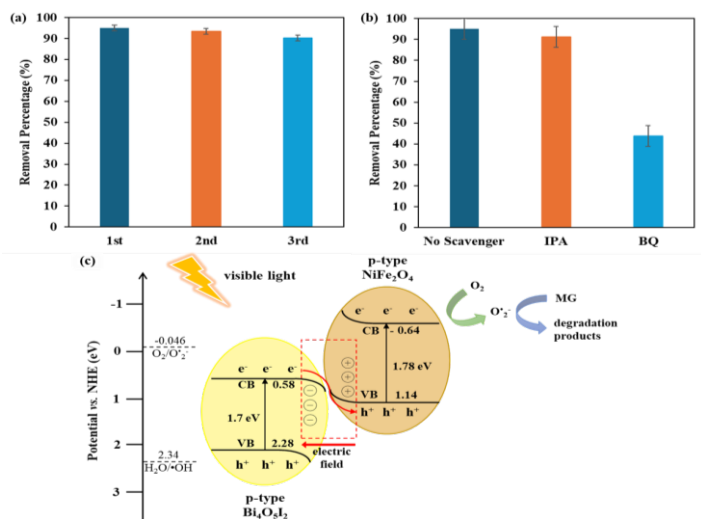 (a)
Removal Percentage (%)
100
90
80
70
60
50
40
30
20
10
0
1st 2nd 3rd
(b)
Removal Percentage (%)
100
90
80
70
60
50
40
30
20
10
0
No Scavenger IPA BQ
(c)
visible light
p-type
NiFe₂O₄
Potential vs. NHE (eV)
-1
0
1
2
3
-0.046
O₂/O•₂⁻
2.34
H₂O/•OH
e⁻ e⁻ e⁻
CB - 0.64
1.78 eV
VB 1.14
h⁺ h⁺ h⁺
e⁻ e⁻ e⁻
CB 0.58
1.7 eV
VB 2.28
h⁺ h⁺ h⁺
+
+
+
−
−
−
electric
field
p-type
Bi₄O₅I₂
O₂
O•₂⁻
MG
degradation
products